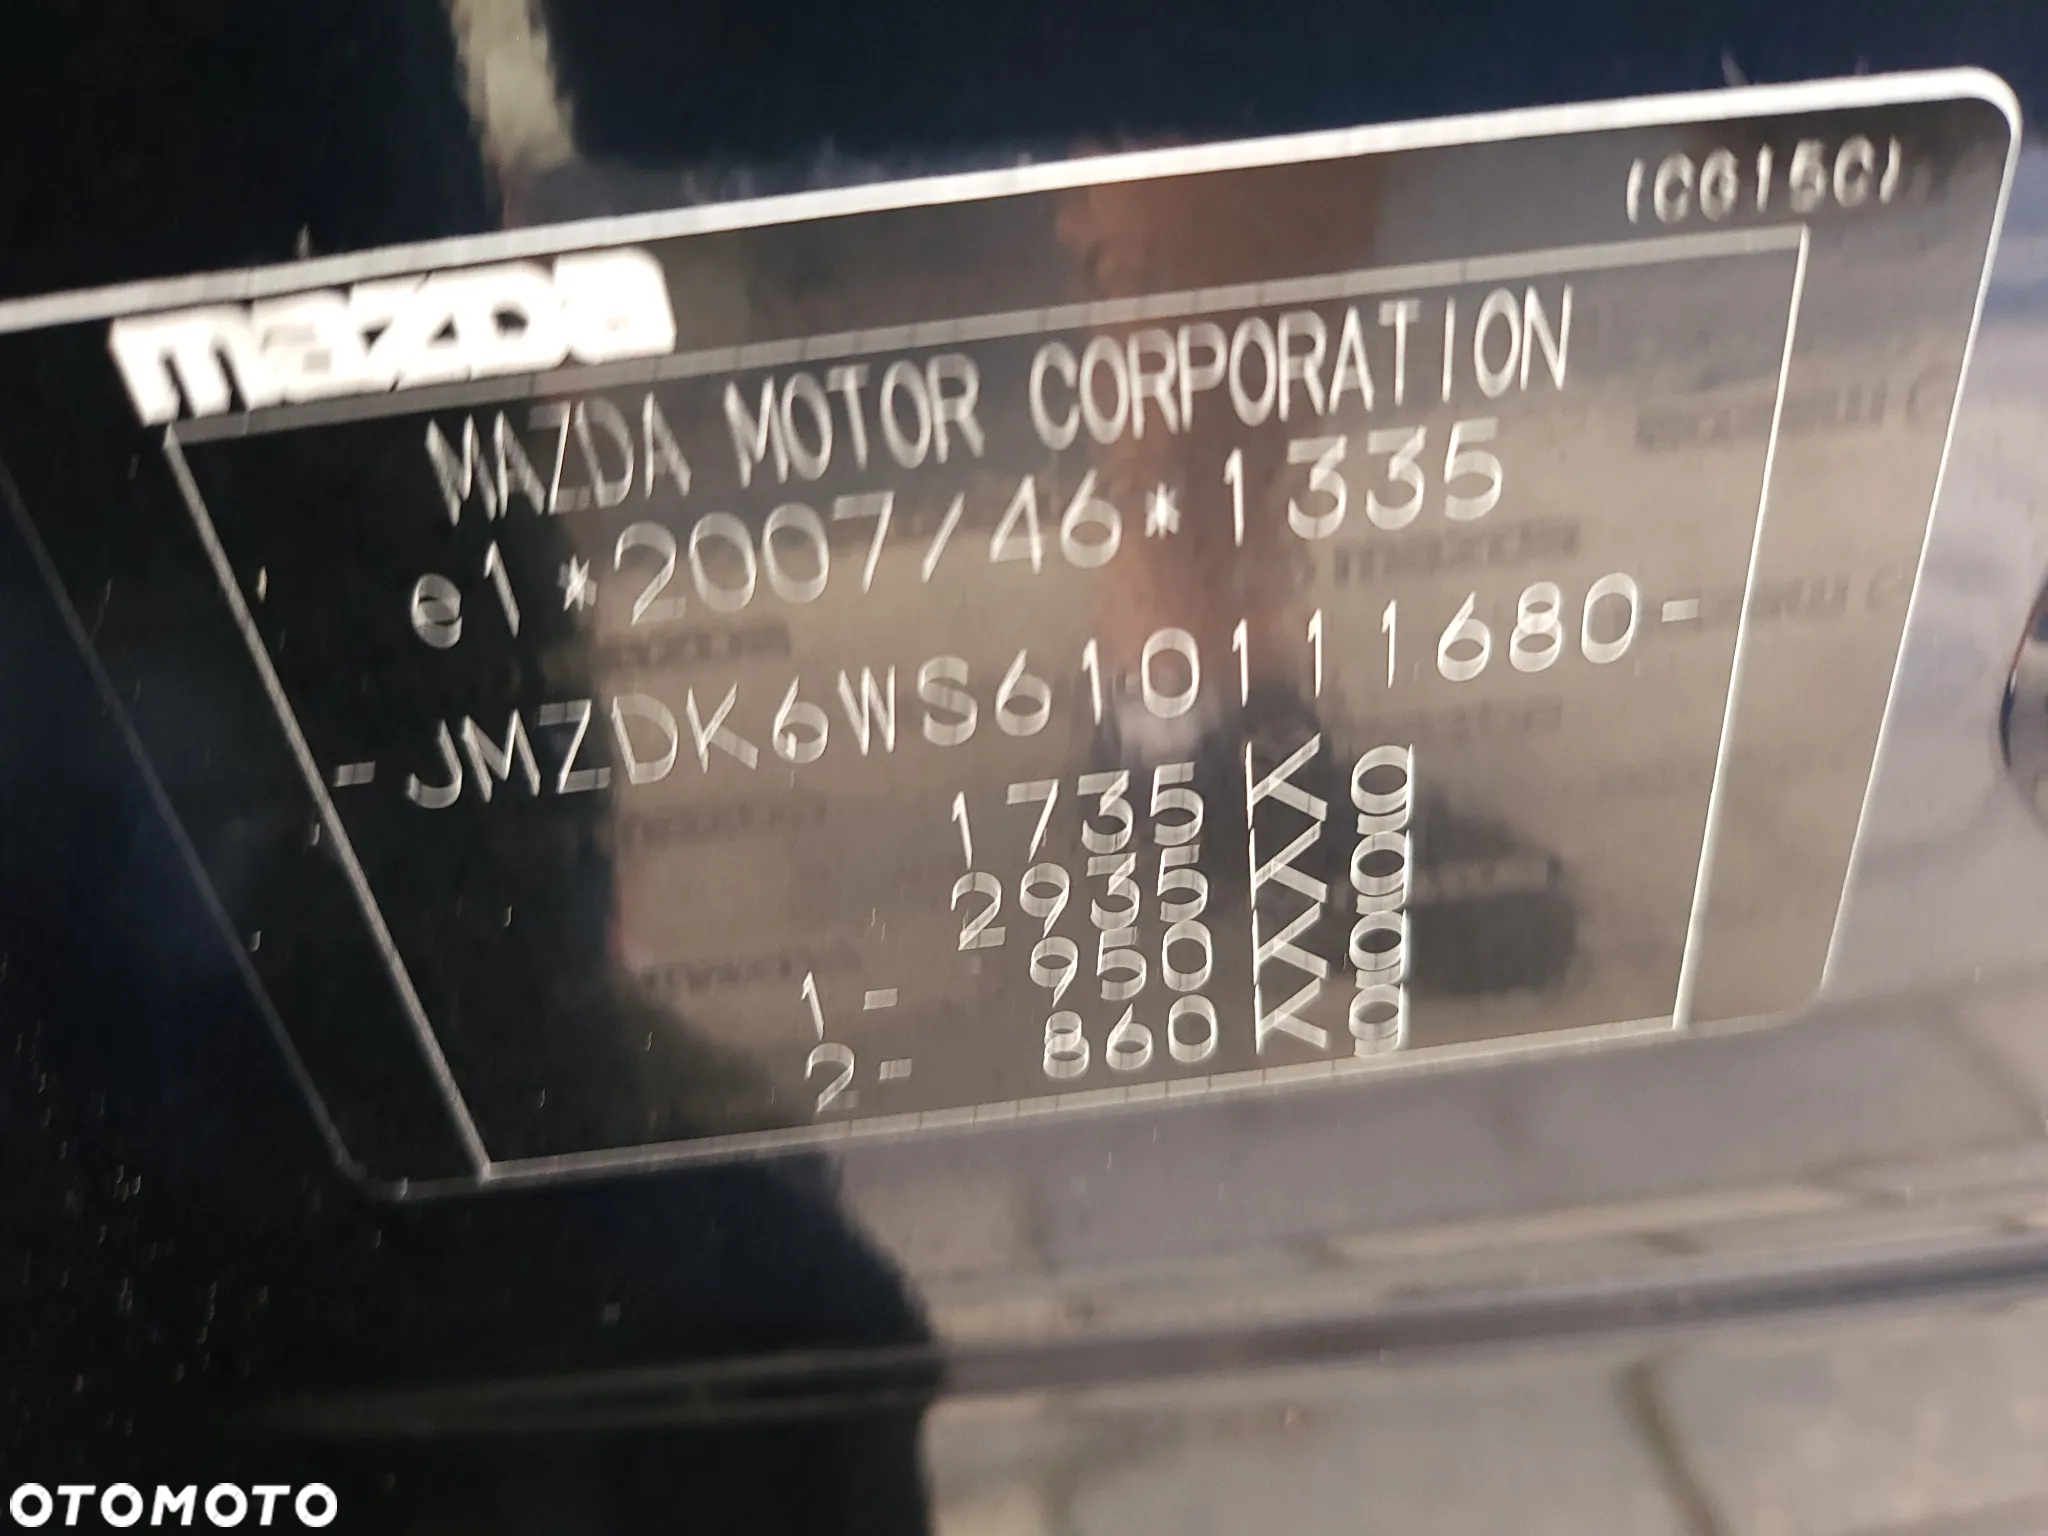 (CG15C)
mazda
MAZDA MOTOR CORPORATION
e1*2007/46*1335
-JMZDK6WS610111680-
1735 KG
2935 KG
1- 950 KG
2- 860 KG
OTOMOTO